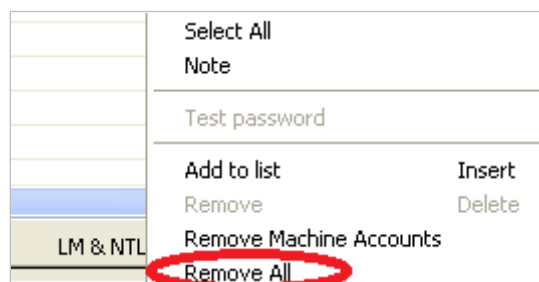 Select All
Note
Test password
Add to list Insert
Remove Delete
Remove Machine Accounts
LM & NTL
Remove All